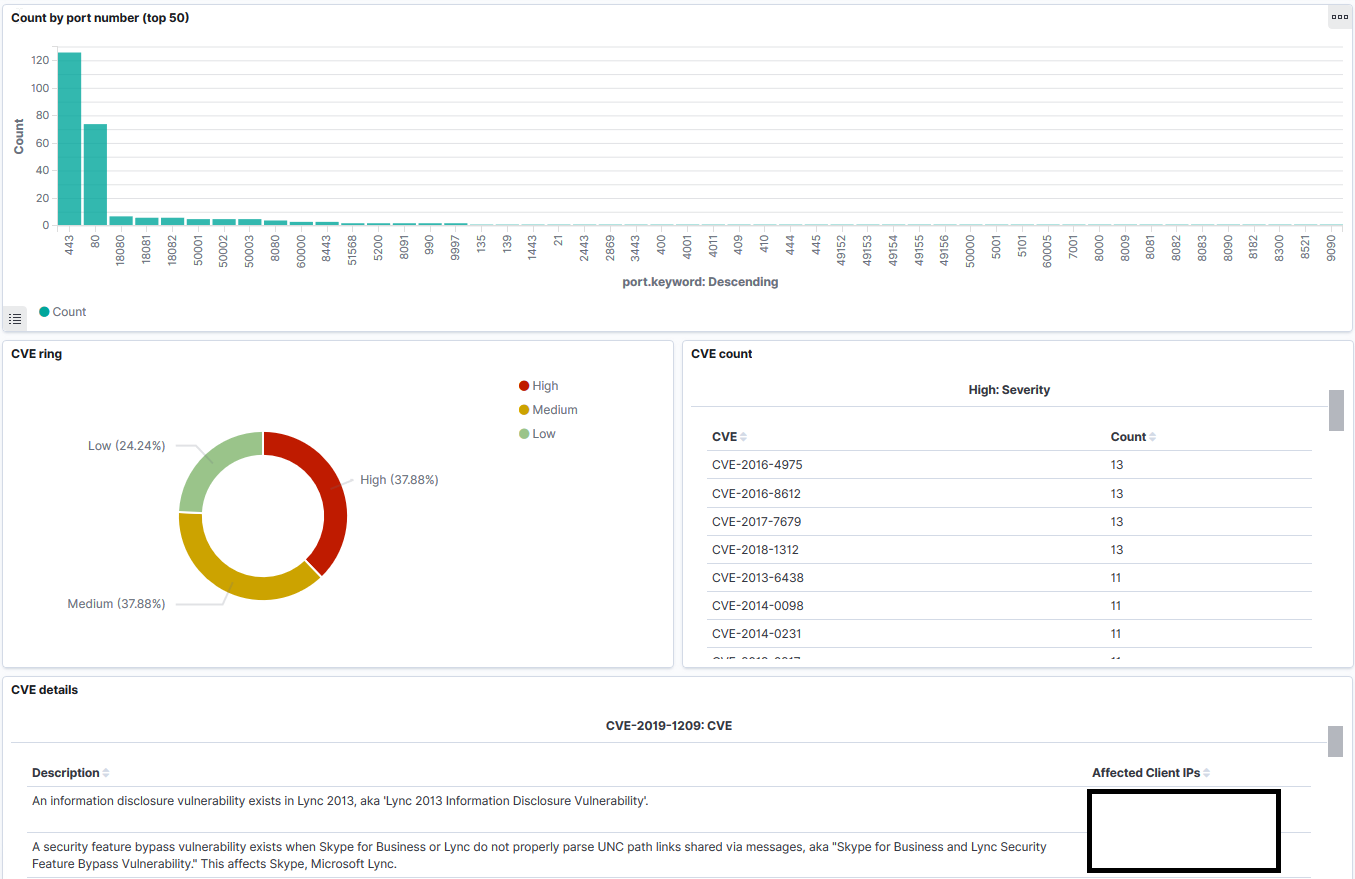 Count by port number (top 50)
120
100
80
60
40
20
0
Count
443
80
18080
18081
18082
50001
50002
50003
8080
60000
8443
51568
5200
8091
990
9997
135
139
1443
21
2443
2869
3443
400
4001
4011
409
410
4444
445
49152
49153
49154
49155
49156
50000
5001
5101
60005
7001
8000
8009
8081
8082
8083
8090
8182
8300
8521
9090
port.keyword: Descending
Count
CVE ring
High
Medium
Low
Low (24.24%)
High (37.88%)
Medium (37.88%)
CVE count
High: Severity
CVE Count
CVE-2016-4975 13
CVE-2016-8612 13
CVE-2017-7679 13
CVE-2018-1312 13
CVE-2013-6438 11
CVE-2014-0098 11
CVE-2014-0231 11
CVE details
CVE-2019-1209: CVE
Description Affected Client IPs
An information disclosure vulnerability exists in Lync 2013, aka 'Lync 2013 Information Disclosure Vulnerability'.
A security feature bypass vulnerability exists when Skype for Business or Lync do not properly parse UNC path links shared via messages, aka "Skype for Business and Lync Security
Feature Bypass Vulnerability." This affects Skype, Microsoft Lync.